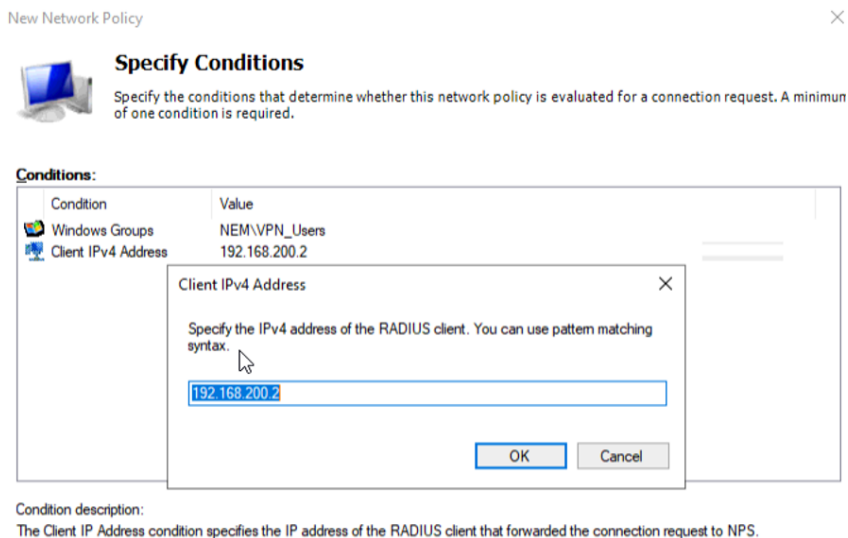 New Network Policy
Specify Conditions
Specify the conditions that determine whether this network policy is evaluated for a connection request. A minimum
of one condition is required.
Conditions:
Condition Value
Windows Groups NEM\VPN_Users
Client IPv4 Address 192.168.200.2
Client IPv4 Address
Specify the IPv4 address of the RADIUS client. You can use pattern matching
syntax.
192.168.200.2
OK Cancel
Condition description:
The Client IP Address condition specifies the IP address of the RADIUS client that forwarded the connection request to NPS.